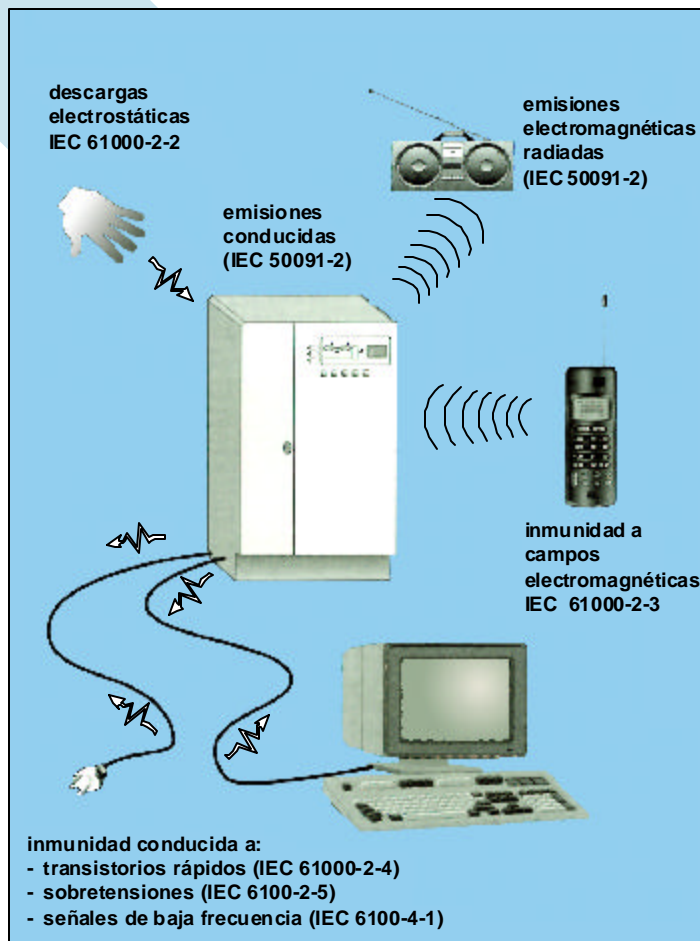 descargas
electrostáticas
IEC 61000-2-2
emisiones
electromagnéticas
radiadas
(IEC 50091-2)
emisiones
conducidas
(IEC 50091-2)
inmunidad a
campos
electromagnéticas
IEC 61000-2-3
inmunidad conducida a:
- transistorios rápidos (IEC 61000-2-4)
- sobretensiones (IEC 6100-2-5)
- señales de baja frecuencia (IEC 6100-4-1)